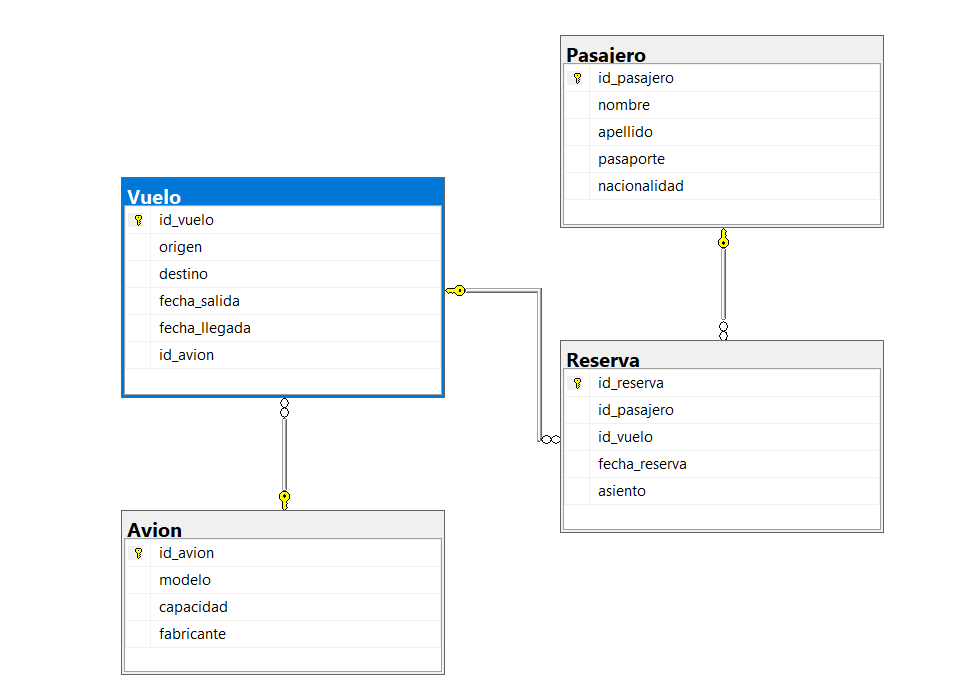 Pasajero
id_pasajero
nombre
apellido
pasaporte
nacionalidad
Vuelo
id_vuelo
origen
destino
fecha_salida
fecha_llegada
id_avion
Reserva
id_reserva
id_pasajero
id_vuelo
fecha_reserva
asiento
Avion
id_avion
modelo
capacidad
fabricante